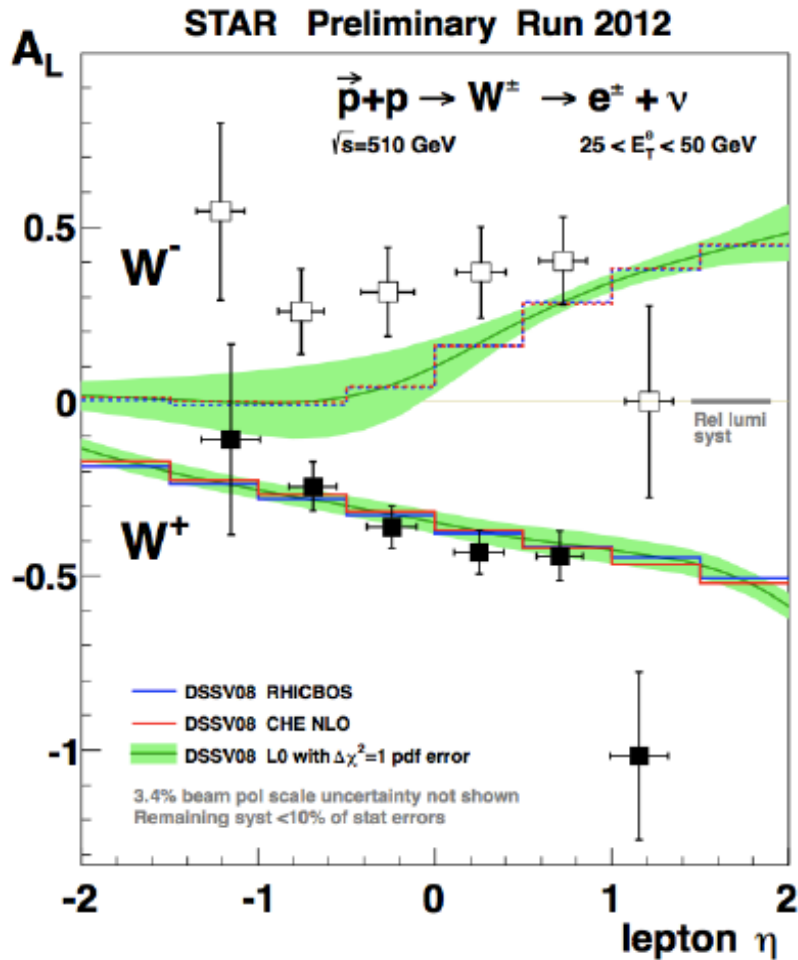 STAR Preliminary Run 2012
A_L
p+p → W± → e± + ν
√s=510 GeV 25 < E_T^e < 50 GeV
0.5
W-
0
Rel lumi
syst
W+
-0.5
DSSV08 RHICBOS
DSSV08 CHE NLO
DSSV08 L0 with Δχ²=1 pdf error
-1
3.4% beam pol scale uncertainty not shown
Remaining syst <10% of stat errors
-2 -1 0 1 2
lepton η